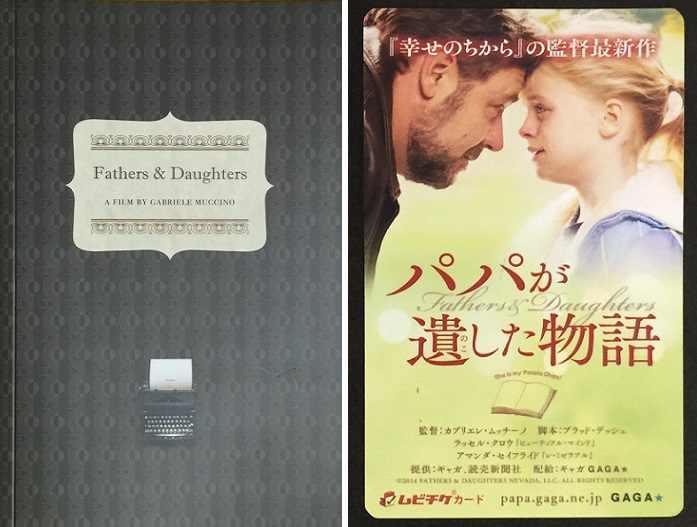 Fathers & Daughters
A FILM BY GABRIELE MUCCINO
『幸せのちから』の監督最新作
パパが
Fathers & Daughters
遺した物語
のこ
She is my Potato Chips!
監督:カブリエレ・ムッチーノ 脚本:ブラッド・デッシュ
ラッセル・クロウ『ビューティフル・マインド』
アマンダ・セイフライド『レ・ミゼラブル』
提供:ギャガ、読売新聞社 配給:ギャガ GAGA★
©2014 FATHERS & DAUGHTERS NEVADA, LLC. ALL RIGHTS RESERVED
ムビチケ®カード papa.gaga.ne.jp GAGA★